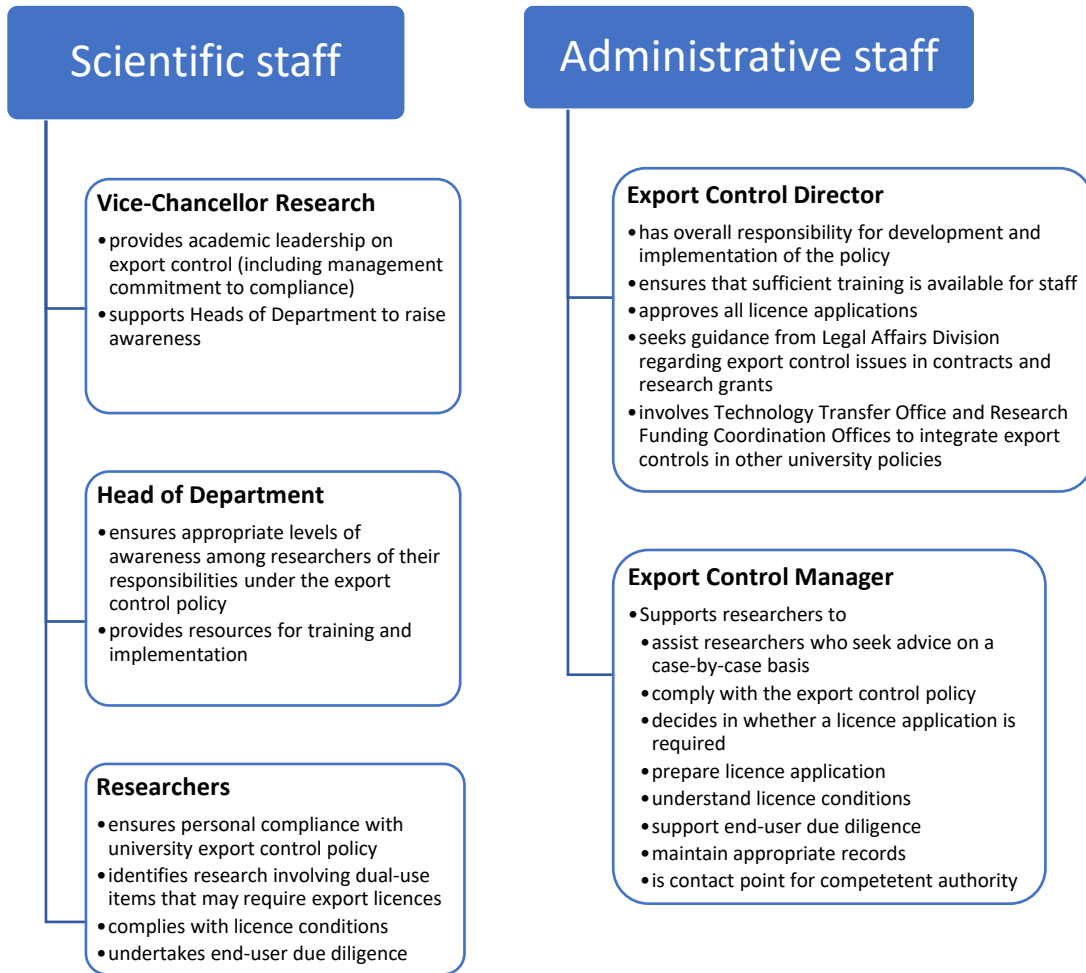 Scientific staff
Vice-Chancellor Research
•provides academic leadership on
export control (including management
commitment to compliance)
•supports Heads of Department to raise
awareness
Head of Department
•ensures appropriate levels of
awareness among researchers of their
responsibilities under the export
control policy
•provides resources for training and
implementation
Researchers
•ensures personal compliance with
university export control policy
•identifies research involving dual-use
items that may require export licences
•complies with licence conditions
•undertakes end-user due diligence
Administrative staff
Export Control Director
•has overall responsibility for development and
implementation of the policy
•ensures that sufficient training is available for staff
•approves all licence applications
•seeks guidance from Legal Affairs Division
regarding export control issues in contracts and
research grants
•involves Technology Transfer Office and Research
Funding Coordination Offices to integrate export
controls in other university policies
Export Control Manager
•Supports researchers to
•assist researchers who seek advice on a
case-by-case basis
•comply with the export control policy
•decides in whether a licence application is
required
•prepare licence application
•understand licence conditions
•support end-user due diligence
•maintain appropriate records
•is contact point for competetent authority